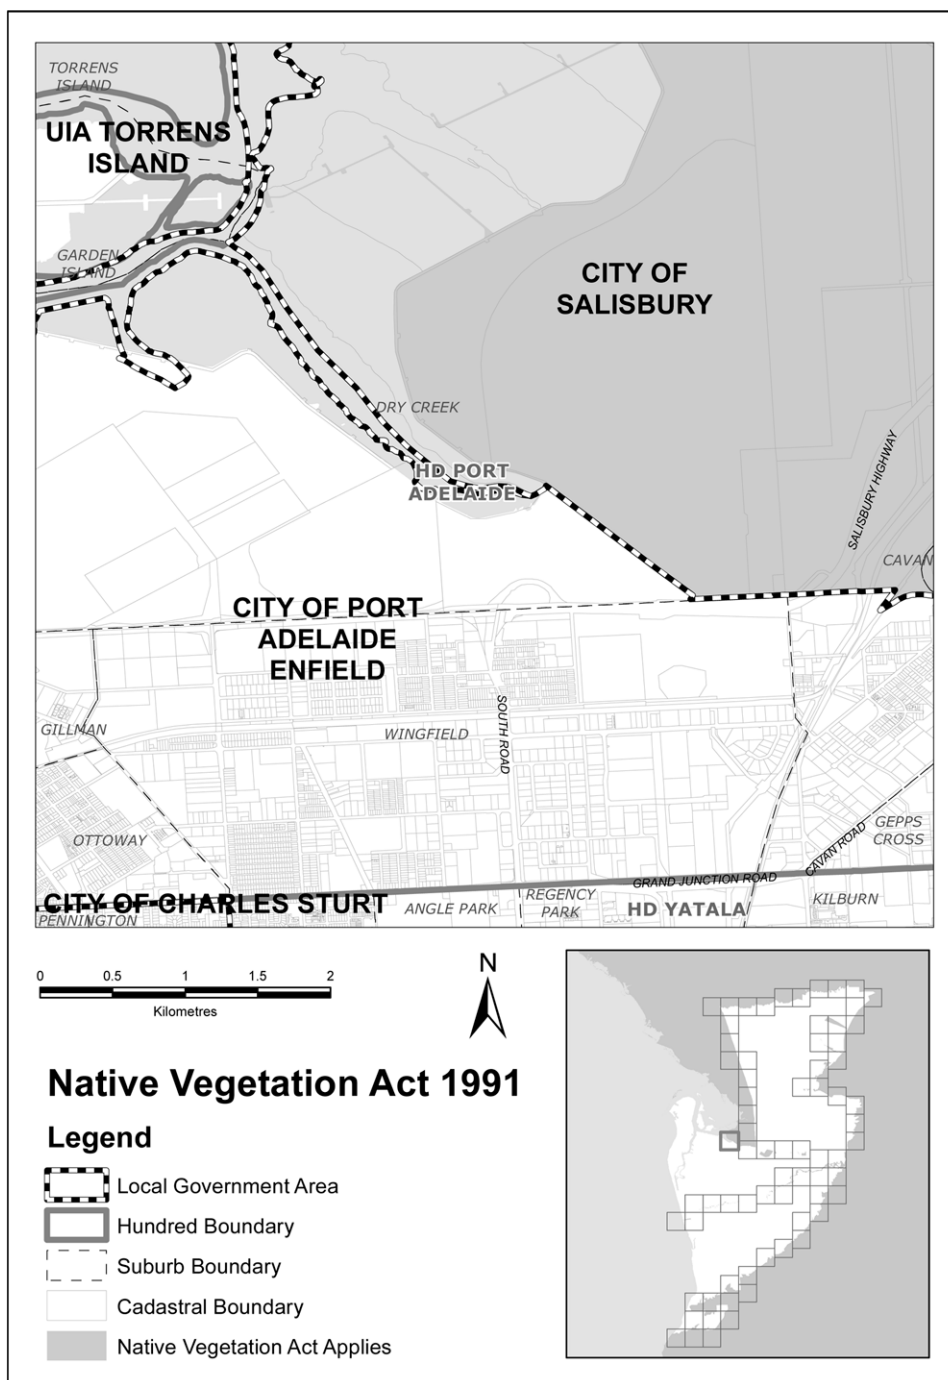 TORRENS
ISLAND
UIA TORRENS
ISLAND
GARDEN
ISLAND
CITY OF
SALISBURY
DRY CREEK
HD PORT
ADELAIDE
SALISBURY HIGHWAY
CAVAN
CITY OF PORT
ADELAIDE
ENFIELD
GILLMAN
WINGFIELD
SOUTH ROAD
OTTOWAY
GEPPS
CROSS
CAVAN ROAD
GRAND JUNCTION ROAD
CITY OF CHARLES STURT
PENNINGTON
ANGLE PARK
REGENCY
PARK
HD YATALA
KILBURN
0 0.5 1 1.5 2
Kilometres
N
Native Vegetation Act 1991
Legend
Local Government Area
Hundred Boundary
Suburb Boundary
Cadastral Boundary
Native Vegetation Act Applies